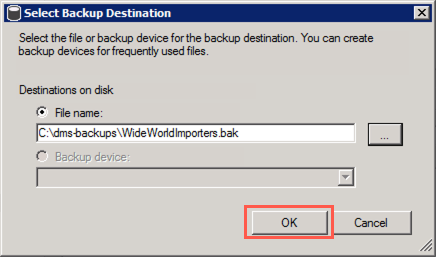 Select Backup Destination
Select the file or backup device for the backup destination. You can create
backup devices for frequently used files.
Destinations on disk
File name:
C:\dms-backups\WideWorldImporters.bak
...
Backup device:
OK
Cancel